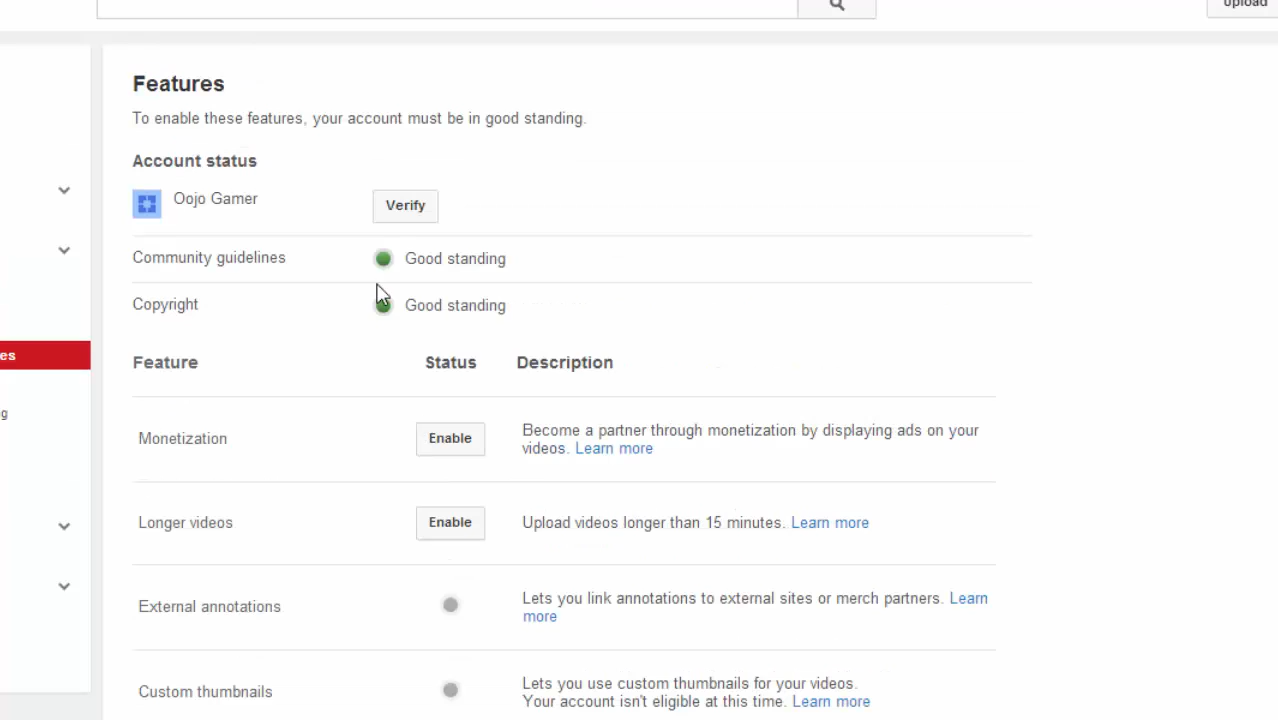 Upload
Features
To enable these features, your account must be in good standing.
Account status
Oojo Gamer
Verify
Community guidelines
Good standing
Copyright
Good standing
es
g
Feature Status Description
Monetization
Enable
Become a partner through monetization by displaying ads on your
videos. Learn more
Longer videos
Enable
Upload videos longer than 15 minutes. Learn more
External annotations
Lets you link annotations to external sites or merch partners. Learn
more
Custom thumbnails
Lets you use custom thumbnails for your videos.
Your account isn't eligible at this time. Learn more